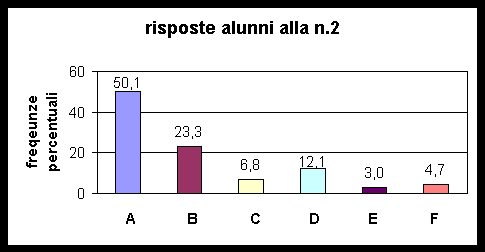 risposte alunni alla n.2
freqeunze
percentuali
60
40
20
0
50,1
23,3
6,8
12,1
3,0
4,7
A B C D E F